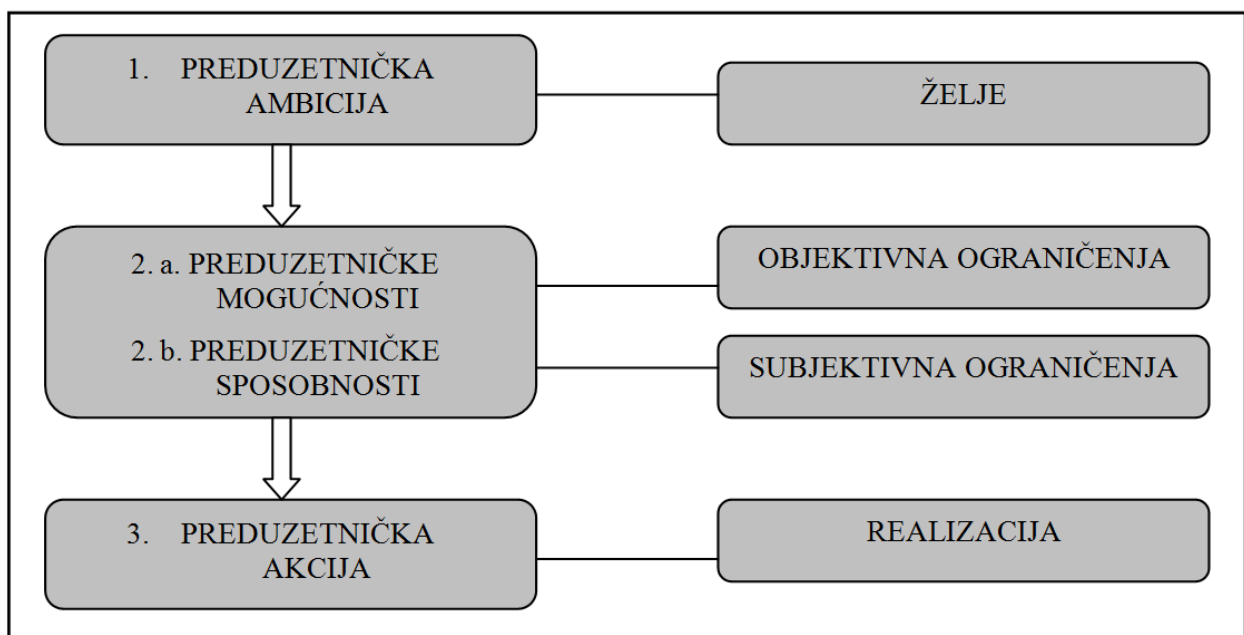 1. PREDUZETNIČKA
AMBICIJA
ŽELJE
2. a. PREDUZETNIČKE
MOGUĆNOSTI
2. b. PREDUZETNIČKE
SPOSOBNOSTI
OBJEKTIVNA OGRANIČENJA
SUBJEKTIVNA OGRANIČENJA
3. PREDUZETNIČKA
AKCIJA
REALIZACIJA